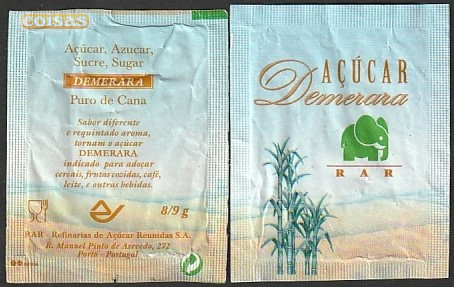 coisas
Açúcar, Azucar,
Sucre, Sugar
DEMERARA
Puro de Cana
Sabor diferente
e requintado aroma,
tornam o açúcar
DEMERARA
indicado para adoçar
cereais, frutas cozidas, café,
leite, e outras bebidas.
8/9 g
RAR - Refinarias de Açúcar Reunidas S.A.
R. Manuel Pinto de Azevedo, 272
Porto - Portugal
AÇÚCAR
Demerara
RAR